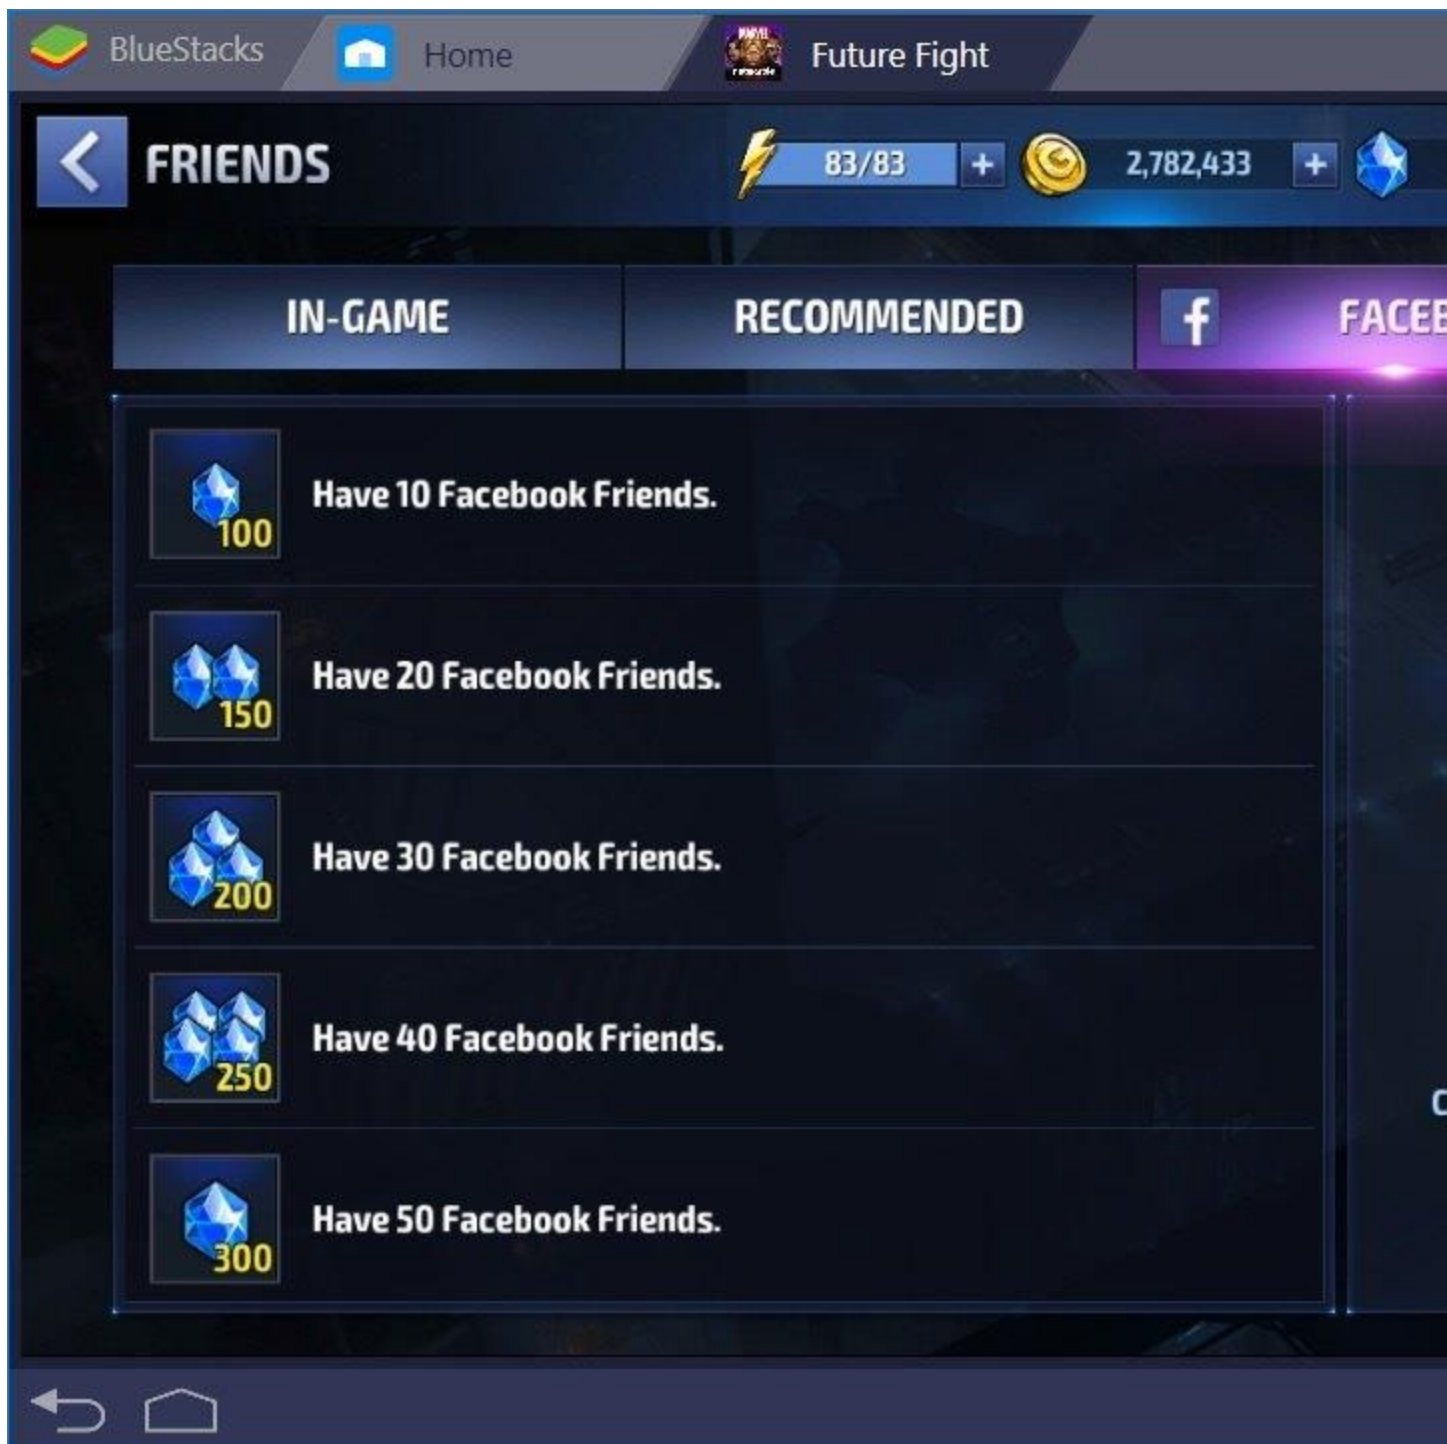 BlueStacks
Home
Future Fight
FRIENDS
83/83
+
2,782,433
+
IN-GAME
RECOMMENDED
f
FACEB
100
Have 10 Facebook Friends.
150
Have 20 Facebook Friends.
200
Have 30 Facebook Friends.
250
Have 40 Facebook Friends.
300
Have 50 Facebook Friends.